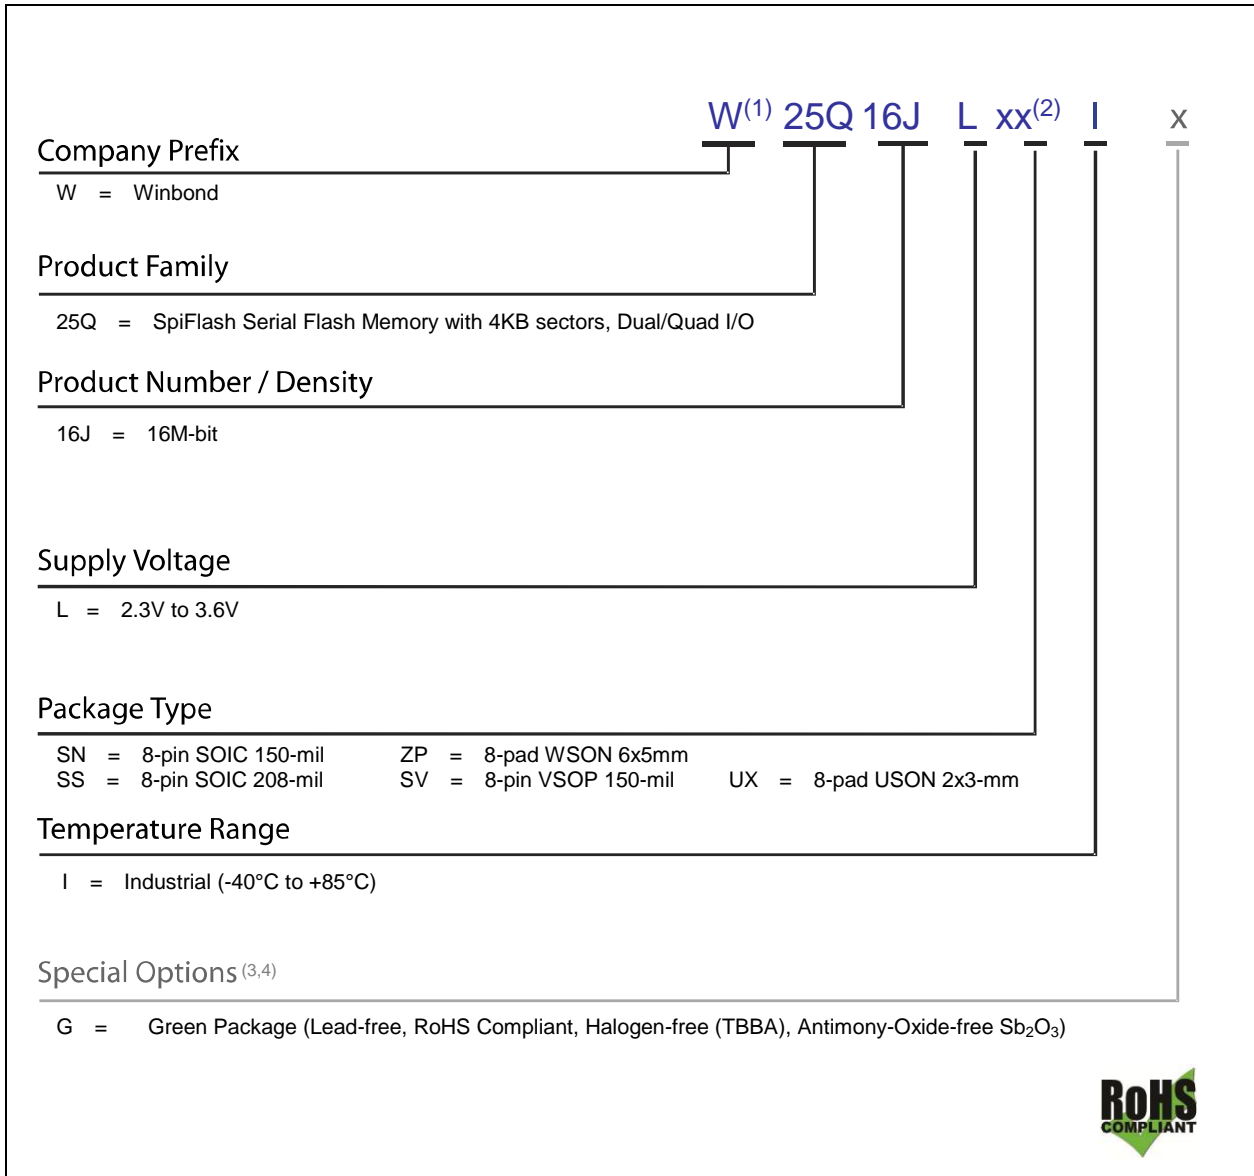 W(1) 25Q 16J L xx(2) I x
Company Prefix
W = Winbond
Product Family
25Q = SpiFlash Serial Flash Memory with 4KB sectors, Dual/Quad I/O
Product Number / Density
16J = 16M-bit
Supply Voltage
L = 2.3V to 3.6V
Package Type
SN = 8-pin SOIC 150-mil ZP = 8-pad WSON 6x5mm
SS = 8-pin SOIC 208-mil SV = 8-pin VSOP 150-mil UX = 8-pad USON 2x3-mm
Temperature Range
I = Industrial (-40°C to +85°C)
Special Options (3,4)
G = Green Package (Lead-free, RoHS Compliant, Halogen-free (TBBA), Antimony-Oxide-free Sb2O3)
RoHS
COMPLIANT